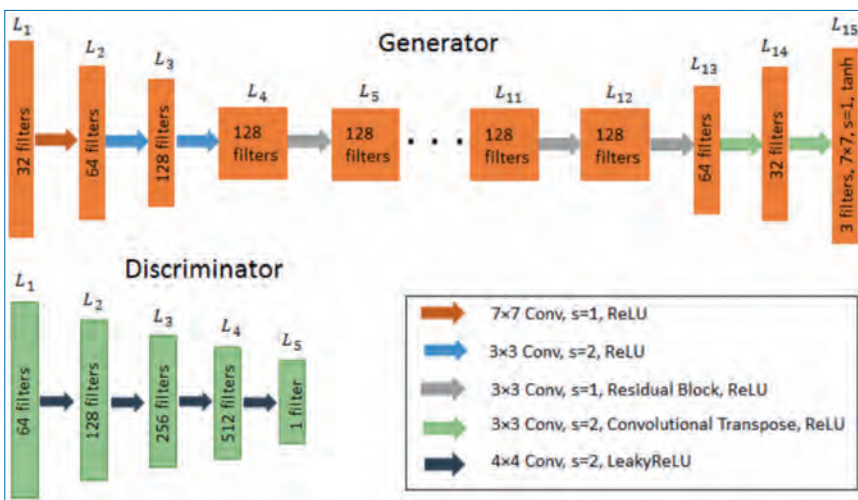 Generator
L1
L2
L3
L4
L5
L11
L12
L13
L14
L15
32 filters
64 filters
128 filters
128
filters
128
filters
. . .
128
filters
128
filters
64 filters
32 filters
3 filters, 7×7, s=1, tanh
Discriminator
L1
L2
L3
L4
L5
64 filters
128 filters
256 filters
512 filters
1 filter
7×7 Conv, s=1, ReLU
3×3 Conv, s=2, ReLU
3×3 Conv, s=1, Residual Block, ReLU
3×3 Conv, s=2, Convolutional Transpose, ReLU
4×4 Conv, s=2, LeakyReLU